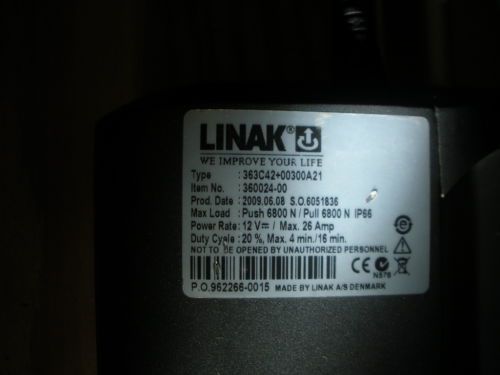 LINAK®
WE IMPROVE YOUR LIFE
Type : 363C42+00300A21
Item No. : 360024-00
Prod. Date : 2009.06.08 S.O.6051836
Max Load : Push 6800 N / Pull 6800 N IP66
Power Rate: 12 V⎓ / Max. 26 Amp
Duty Cycle: 20 %, Max. 4 min./16 min.
NOT TO BE OPENED BY UNAUTHORIZED PERSONNEL
CE N576
P.O.962266-0015 MADE BY LINAK A/S DENMARK